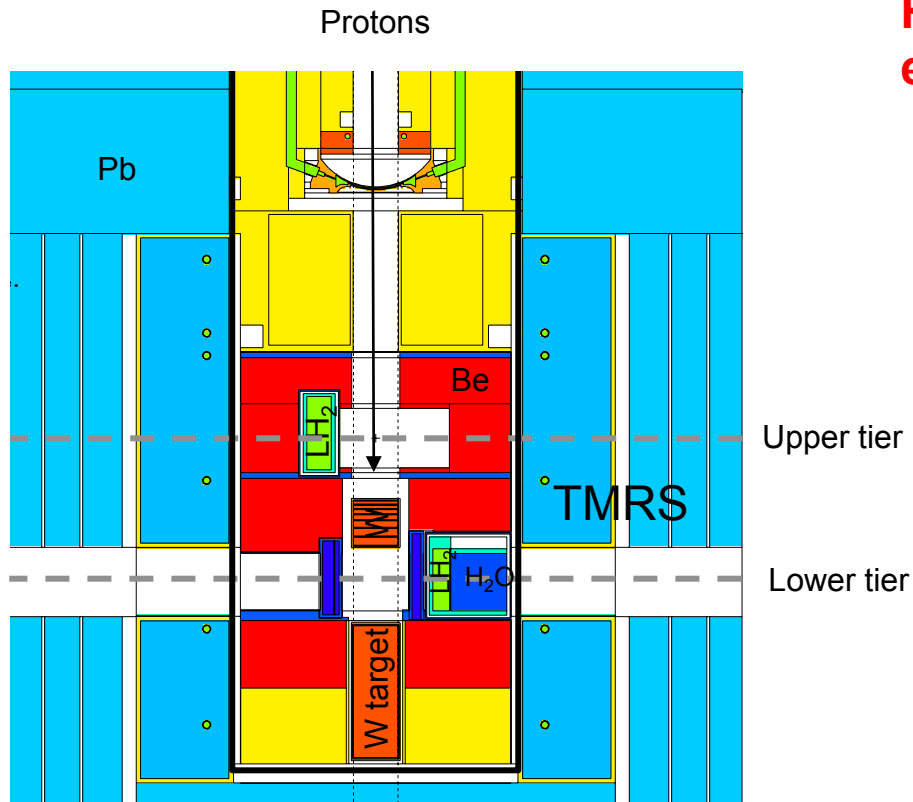 Protons
Pb
Be
LH₂
Upper tier
W
TMRS
LH₂
H₂O
Lower tier
W target